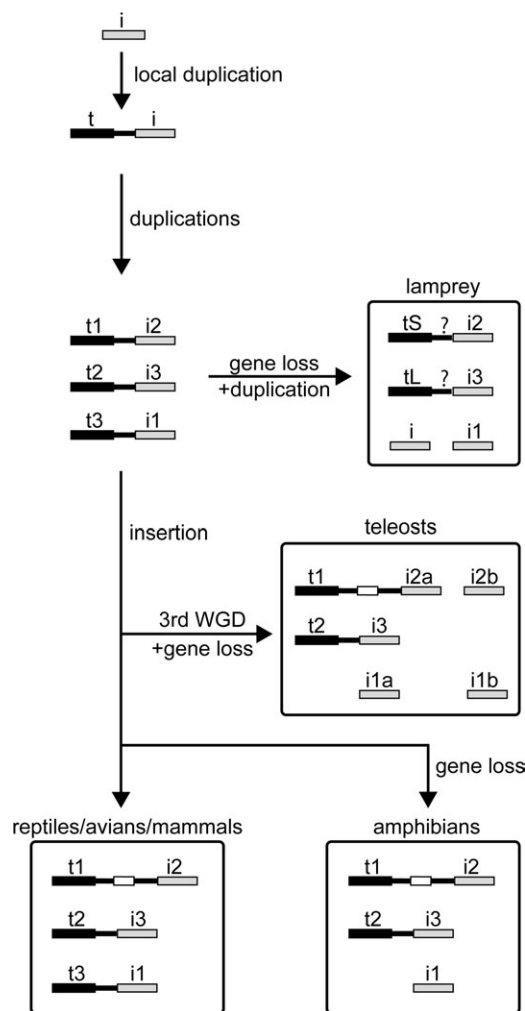 i
local duplication
t i
duplications
t1 i2
t2 i3
t3 i1
gene loss
+duplication
lamprey
tS ? i2
tL ? i3
i i1
insertion
3rd WGD
+gene loss
teleosts
t1 i2a i2b
t2 i3
i1a i1b
gene loss
reptiles/avians/mammals
t1 i2
t2 i3
t3 i1
amphibians
t1 i2
t2 i3
i1